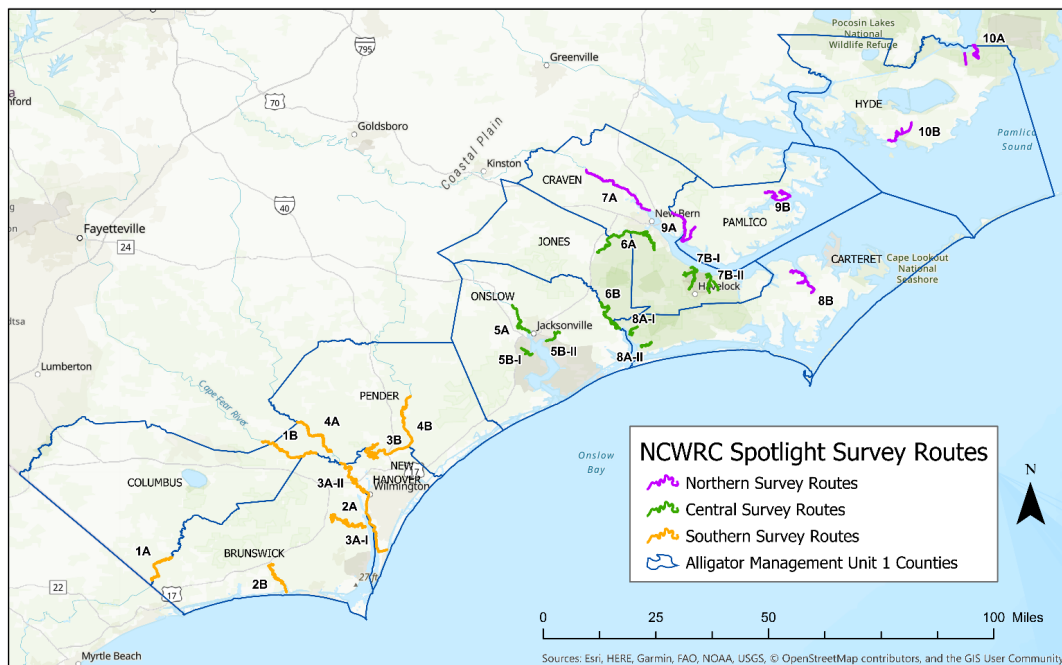 Pocosin Lakes
National
Wildlife Refuge
10A
795
Greenville
HYDE
70
10B
Goldsboro
Pamlico
Sound
Coastal Plain
Kinston
CRAVEN
7A
40
9B
New Bern
9A
PAMLICO
Fayetteville
24
JONES
6A
CARTERET
7B-I
Cape Lookout
National
Seashore
7B-II
Havelock
6B
8B
ONSLOW
8A-I
5A
Jacksonville
5B-II
5B-I
8A-II
Lumberton
Cape Fear River
PENDER
4A
4B
1B
3B
NEW
HANOVER
17
Onslow
Bay
COLUMBUS
3A-II
Wilmington
2A
3A-I
1A
BRUNSWICK
27 ft
22
17
2B
Myrtle Beach
NCWRC Spotlight Survey Routes
Northern Survey Routes
Central Survey Routes
Southern Survey Routes
Alligator Management Unit 1 Counties
N
0 25 50 100 Miles
Sources: Esri, HERE, Garmin, FAO, NOAA, USGS, © OpenStreetMap contributors, and the GIS User Community